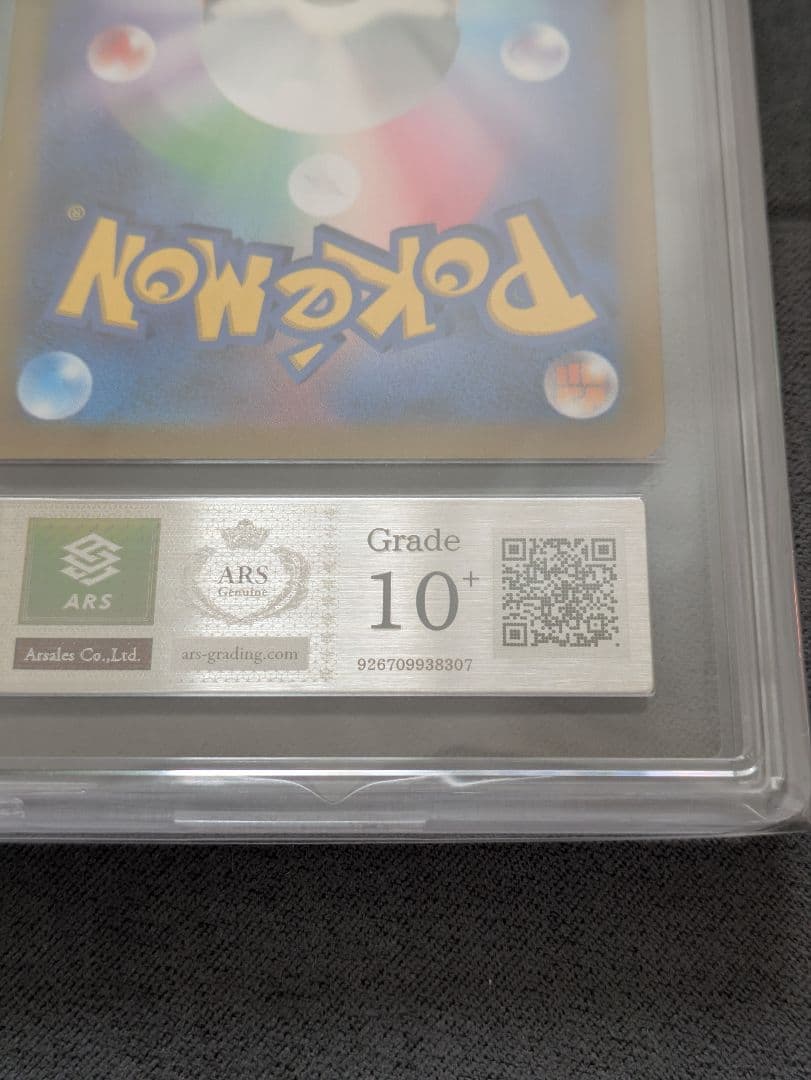 Pokémon®
ARS
Arsales Co.,Ltd.
ARS
Genuine
ars-grading.com
Grade
10+
926709938307